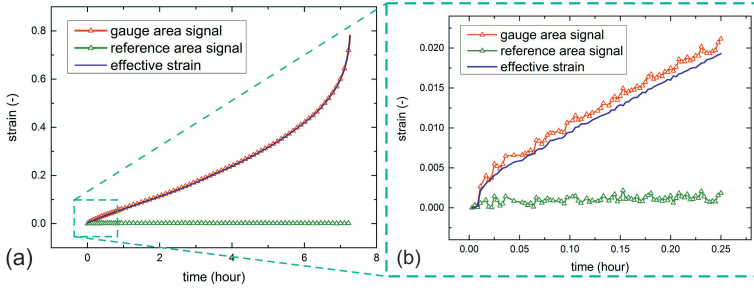 gauge area signal
reference area signal
effective strain
strain (-)
0.8
0.6
0.4
0.2
0.0
0
2
4
6
8
time (hour)
(a)
gauge area signal
reference area signal
effective strain
strain (-)
0.020
0.015
0.010
0.005
0.000
0.00
0.05
0.10
0.15
0.20
0.25
time (hour)
(b)